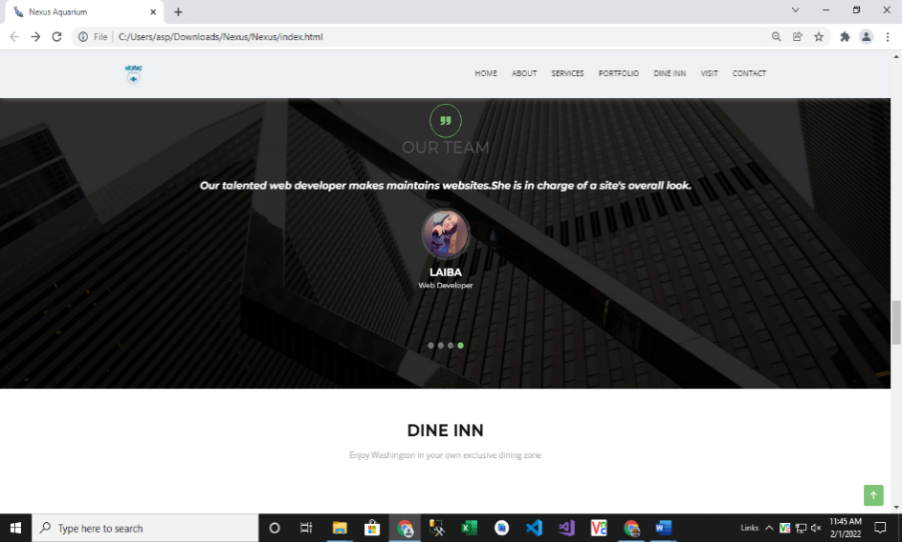 Nexus Aquarium
File
C:/Users/asp/Downloads/Nexus/Nexus/index.html
HOME ABOUT SERVICES PORTFOLIO DINE INN VISIT CONTACT
OUR TEAM
Our talented web developer makes maintains websites.She is in charge of a site's overall look.
LAIBA
Web Developer
DINE INN
Enjoy Washington in your own exclusive dining zone
Type here to search
Links
11:45 AM
2/1/2022